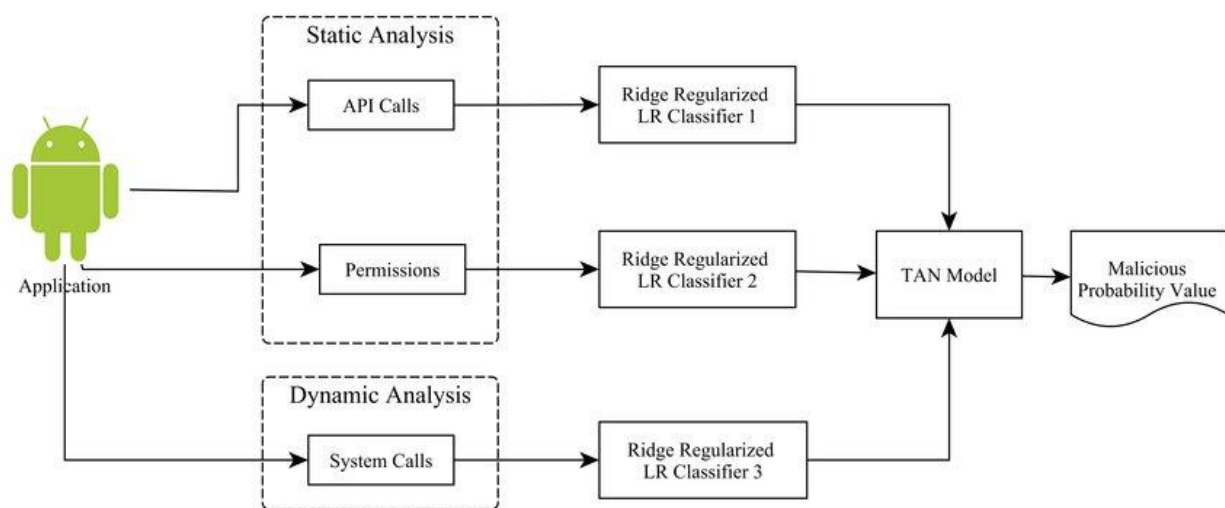 Static Analysis
API Calls
Ridge Regularized
LR Classifier 1
Application
Permissions
Ridge Regularized
LR Classifier 2
TAN Model
Malicious
Probability Value
Dynamic Analysis
System Calls
Ridge Regularized
LR Classifier 3